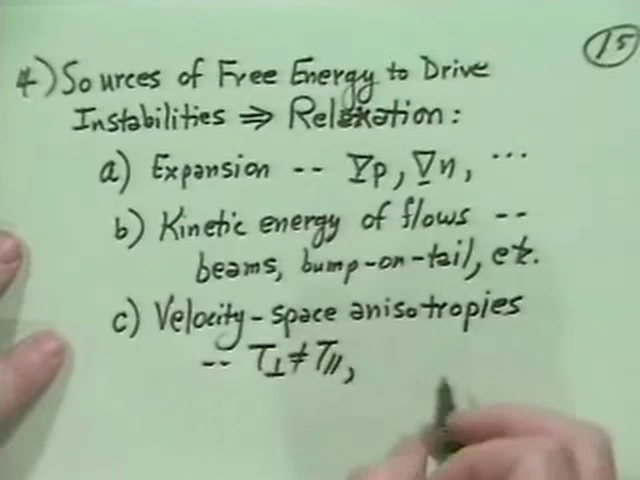 15
4) Sources of Free Energy to Drive
Instabilities ⇒ Relaxation:
a) Expansion -- ∇p, ∇n, ...
b) Kinetic energy of flows --
beams, bump-on-tail, etc.
c) Velocity-space anisotropies
-- T⊥ ≠ T∥,